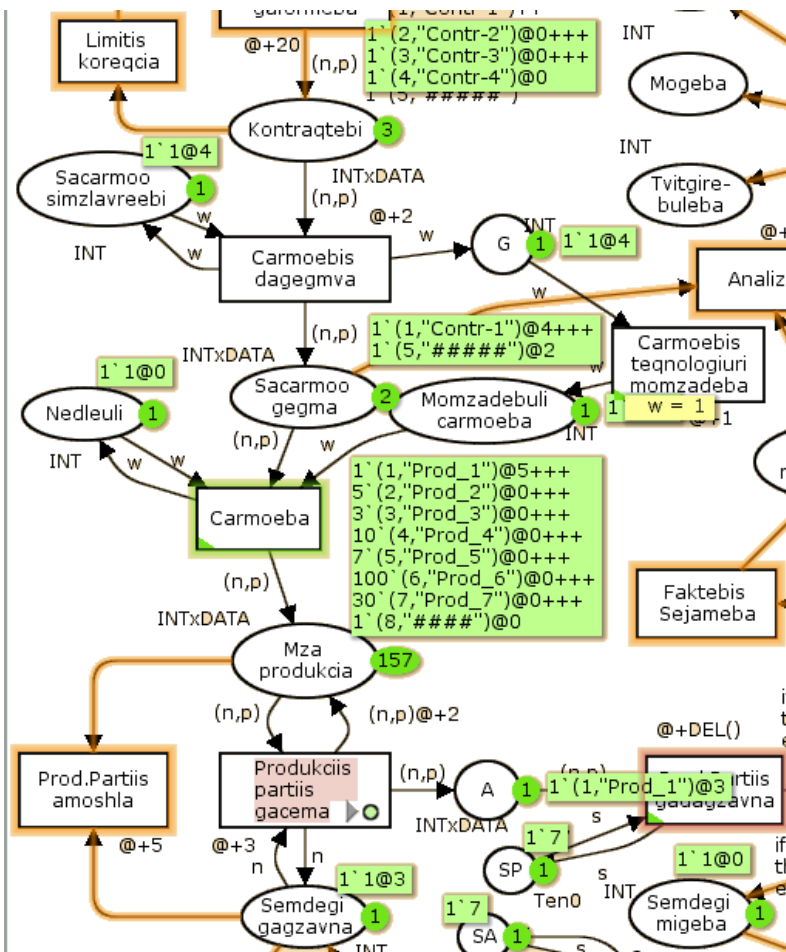 Limitis
koreqcia
@+20
(n,p)
1`(2,"Contr-2")@0+++
1`(3,"Contr-3")@0+++
1`(4,"Contr-4")@0
INT
Mogeba
Kontraqtebi
3
1`1@4
Sacarmoo
simzlavreebi
1
INTxDATA
(n,p)
@+2
INT
Tvitgire-
buleba
w
w
INT
Carmoebis
dagegmva
w
G
INT
1
1`1@4
w
Analiz
(n,p)
INTxDATA
1`(1,"Contr-1")@4+++
1`(5,"#####")@2
Carmoebis
teqnologiuri
momzadeba
w
1`1@0
Nedleuli
1
INT
Sacarmoo
gegma
2
Momzadebuli
carmoeba
1
INT
1`
w = 1
(n,p)
w
w
w
Carmoeba
1`(1,"Prod_1")@5+++
5`(2,"Prod_2")@0+++
3`(3,"Prod_3")@0+++
10`(4,"Prod_4")@0+++
7`(5,"Prod_5")@0+++
100`(6,"Prod_6")@0+++
30`(7,"Prod_7")@0+++
1`(8,"####")@0
(n,p)
INTxDATA
Faktebis
Sejameba
Mza
produkcia
157
(n,p)
(n,p)@+2
@+DEL()
Prod.Partiis
amoshla
@+5
Produkciis
partiis
gacema
@+3
(n,p)
A
1
INTxDATA
1`(1,"Prod_1")@3
gadagzavna
s
1`7
SP
1
Ten0
s
n
n
1`1@3
Semdegi
gagzavna
1
INT
1`7
SA
1
s
INT
1`1@0
Semdegi
migeba
1